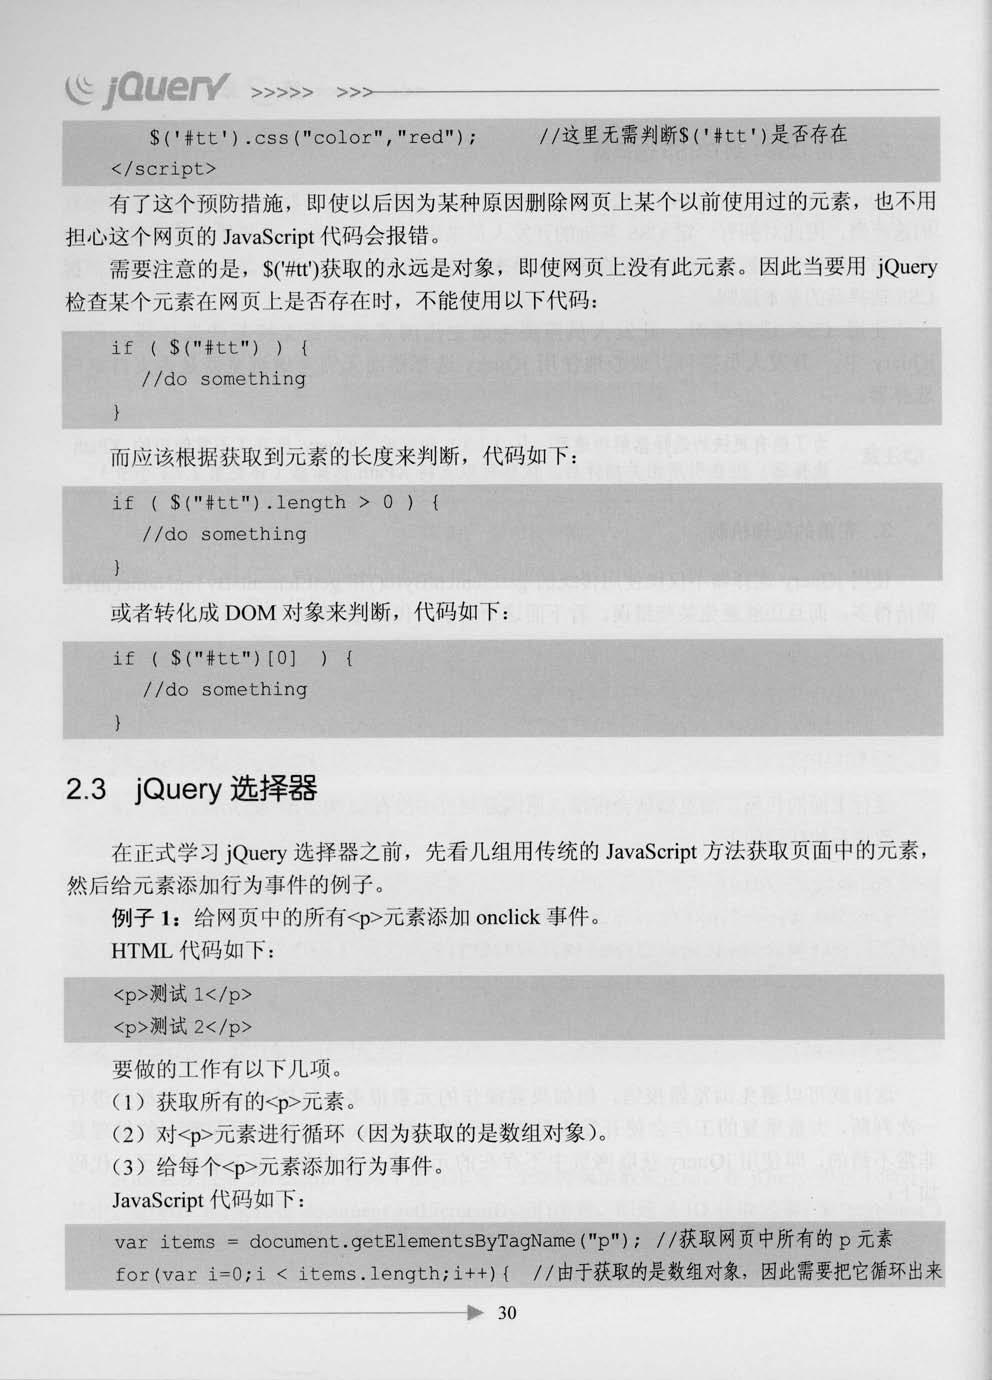 jQuery >>>>> >>>
$('#tt').css("color","red"); //这里无需判断$('#tt')是否存在
</script>
有了这个预防措施，即使以后因为某种原因删除网页上某个以前使用过的元素，也不用
担心这个网页的 JavaScript 代码会报错。
需要注意的是，$('#tt')获取的永远是对象，即使网页上没有此元素。因此当要用 jQuery
检查某个元素在网页上是否存在时，不能使用以下代码：
if ( $("#tt") ) {
//do something
}
而应该根据获取到元素的长度来判断，代码如下：
if ( $("#tt").length > 0 ) {
//do something
}
或者转化成 DOM 对象来判断，代码如下：
if ( $("#tt")[0] ) {
//do something
}
2.3 jQuery 选择器
在正式学习 jQuery 选择器之前，先看几组用传统的 JavaScript 方法获取页面中的元素，
然后给元素添加行为事件的例子。
例子 1：给网页中的所有<p>元素添加 onclick 事件。
HTML 代码如下：
<p>测试 1</p>
<p>测试 2</p>
要做的工作有以下几项。
（1）获取所有的<p>元素。
（2）对<p>元素进行循环（因为获取的是数组对象）。
（3）给每个<p>元素添加行为事件。
JavaScript 代码如下：
var items = document.getElementsByTagName("p"); //获取网页中所有的 p 元素
for(var i=0;i < items.length;i++){ //由于获取的是数组对象，因此需要把它循环出来
30